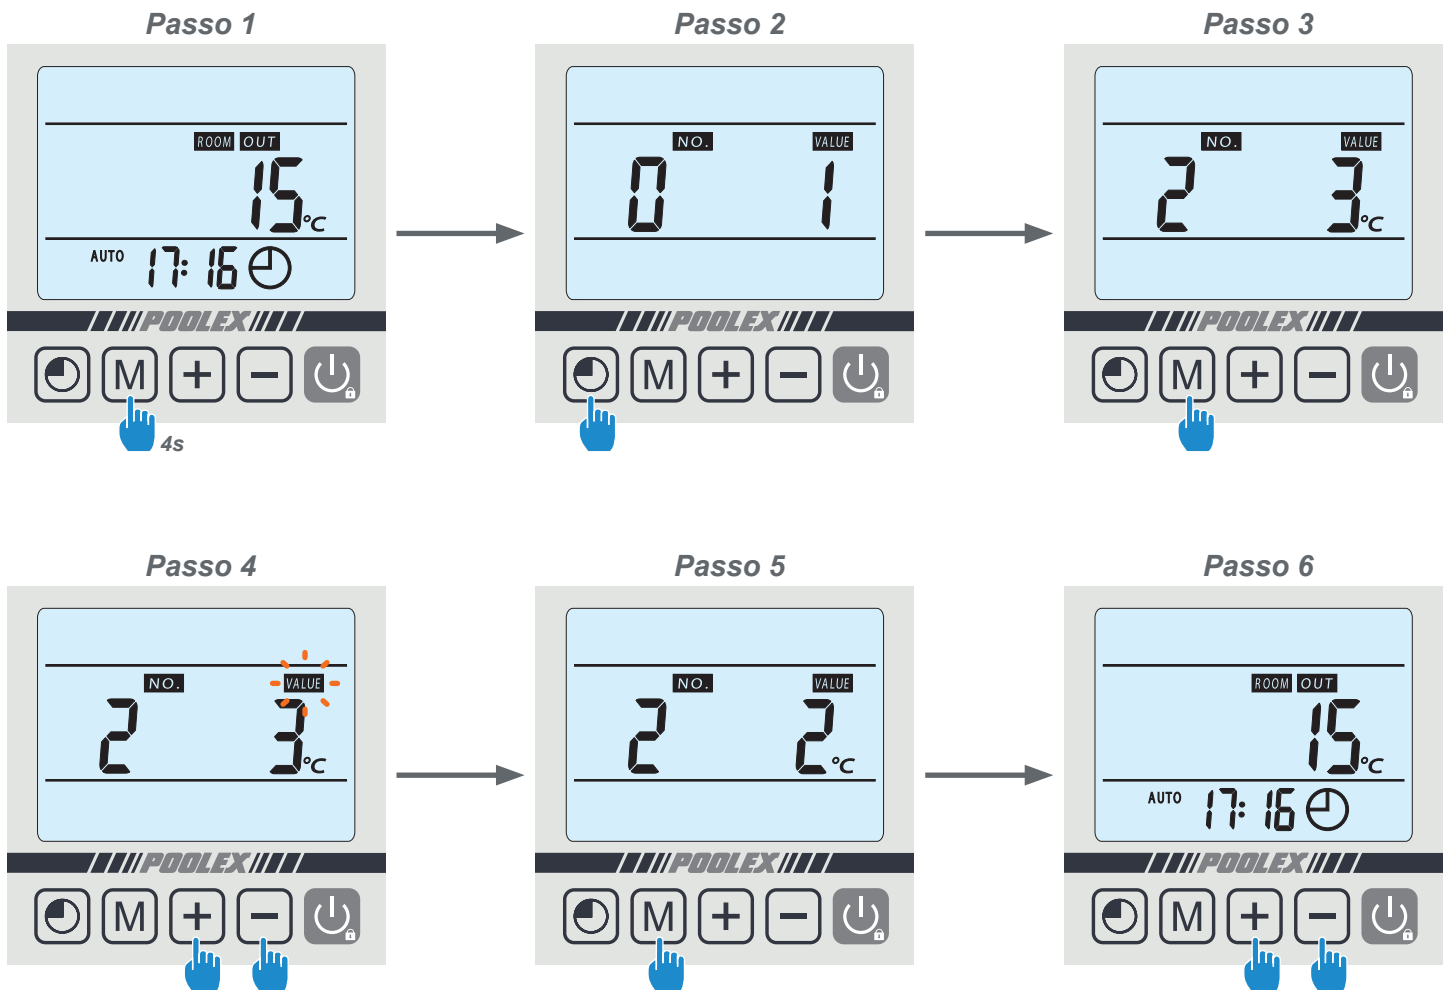 Passo 1
ROOM OUT
15 °C
AUTO 17:16
POOLEX
M
4s
Passo 2
NO. VALUE
0 1
POOLEX
M
Passo 3
NO. VALUE
2 3 °C
POOLEX
M
Passo 4
NO. VALUE
2 3 °C
POOLEX
M
Passo 5
NO. VALUE
2 2 °C
POOLEX
M
Passo 6
ROOM OUT
15 °C
AUTO 17:16
POOLEX
M